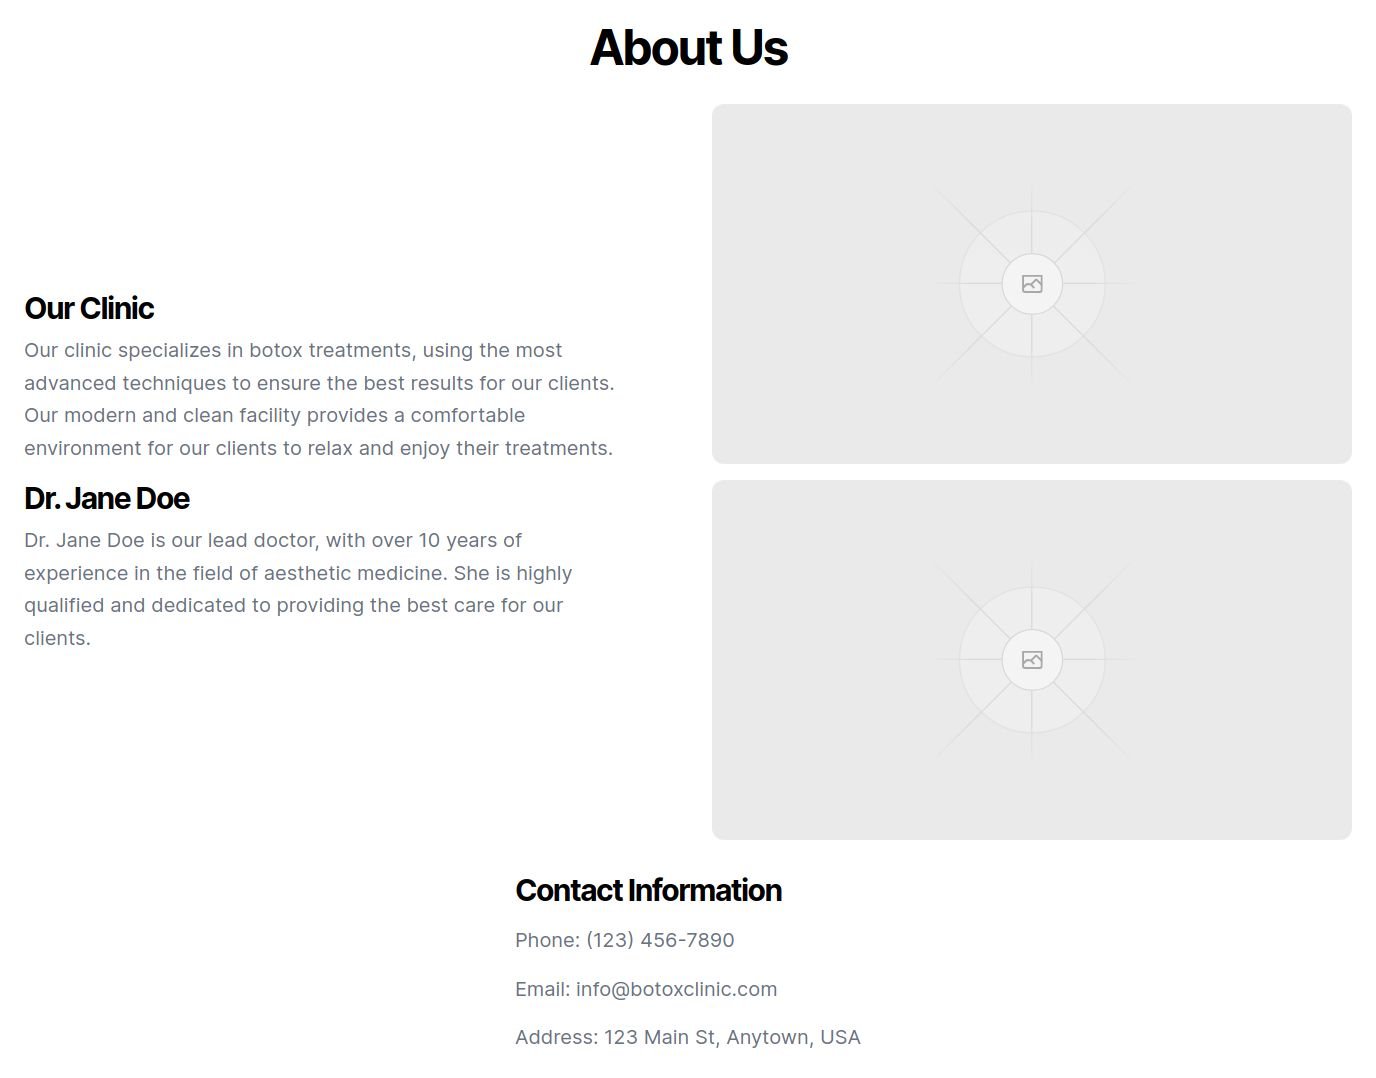 About Us
Our Clinic
Our clinic specializes in botox treatments, using the most
advanced techniques to ensure the best results for our clients.
Our modern and clean facility provides a comfortable
environment for our clients to relax and enjoy their treatments.
Dr. Jane Doe
Dr. Jane Doe is our lead doctor, with over 10 years of
experience in the field of aesthetic medicine. She is highly
qualified and dedicated to providing the best care for our
clients.
Contact Information
Phone: (123) 456-7890
Email: info@botoxclinic.com
Address: 123 Main St, Anytown, USA